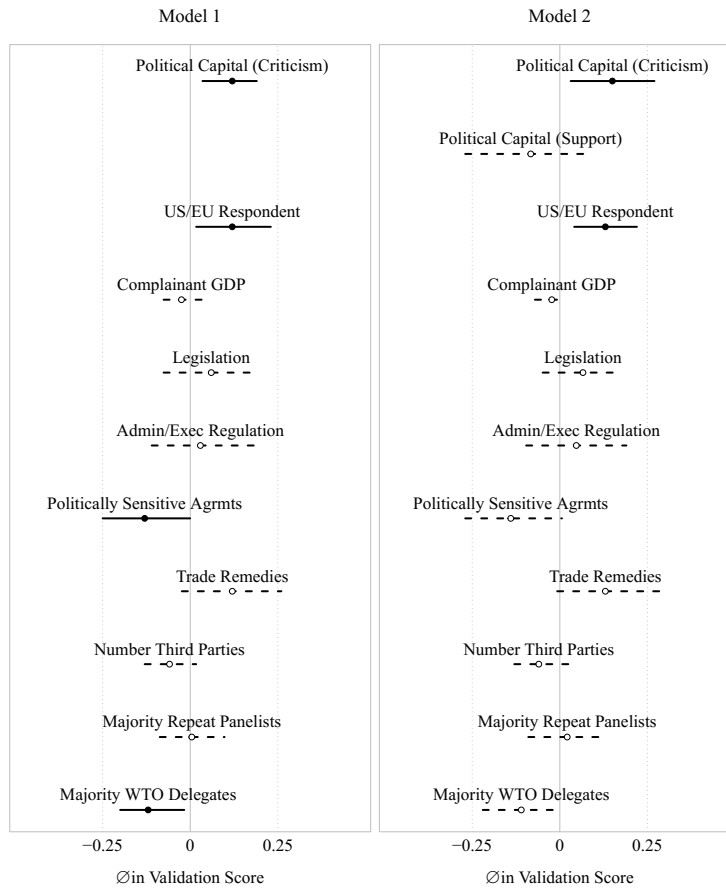 Model 1
Political Capital (Criticism)
US/EU Respondent
Complainant GDP
Legislation
Admin/Exec Regulation
Politically Sensitive Agrmts
Trade Remedies
Number Third Parties
Majority Repeat Panelists
Majority WTO Delegates
−0.25 0 0.25
∅ in Validation Score
Model 2
Political Capital (Criticism)
Political Capital (Support)
US/EU Respondent
Complainant GDP
Legislation
Admin/Exec Regulation
Politically Sensitive Agrmts
Trade Remedies
Number Third Parties
Majority Repeat Panelists
Majority WTO Delegates
−0.25 0 0.25
∅ in Validation Score